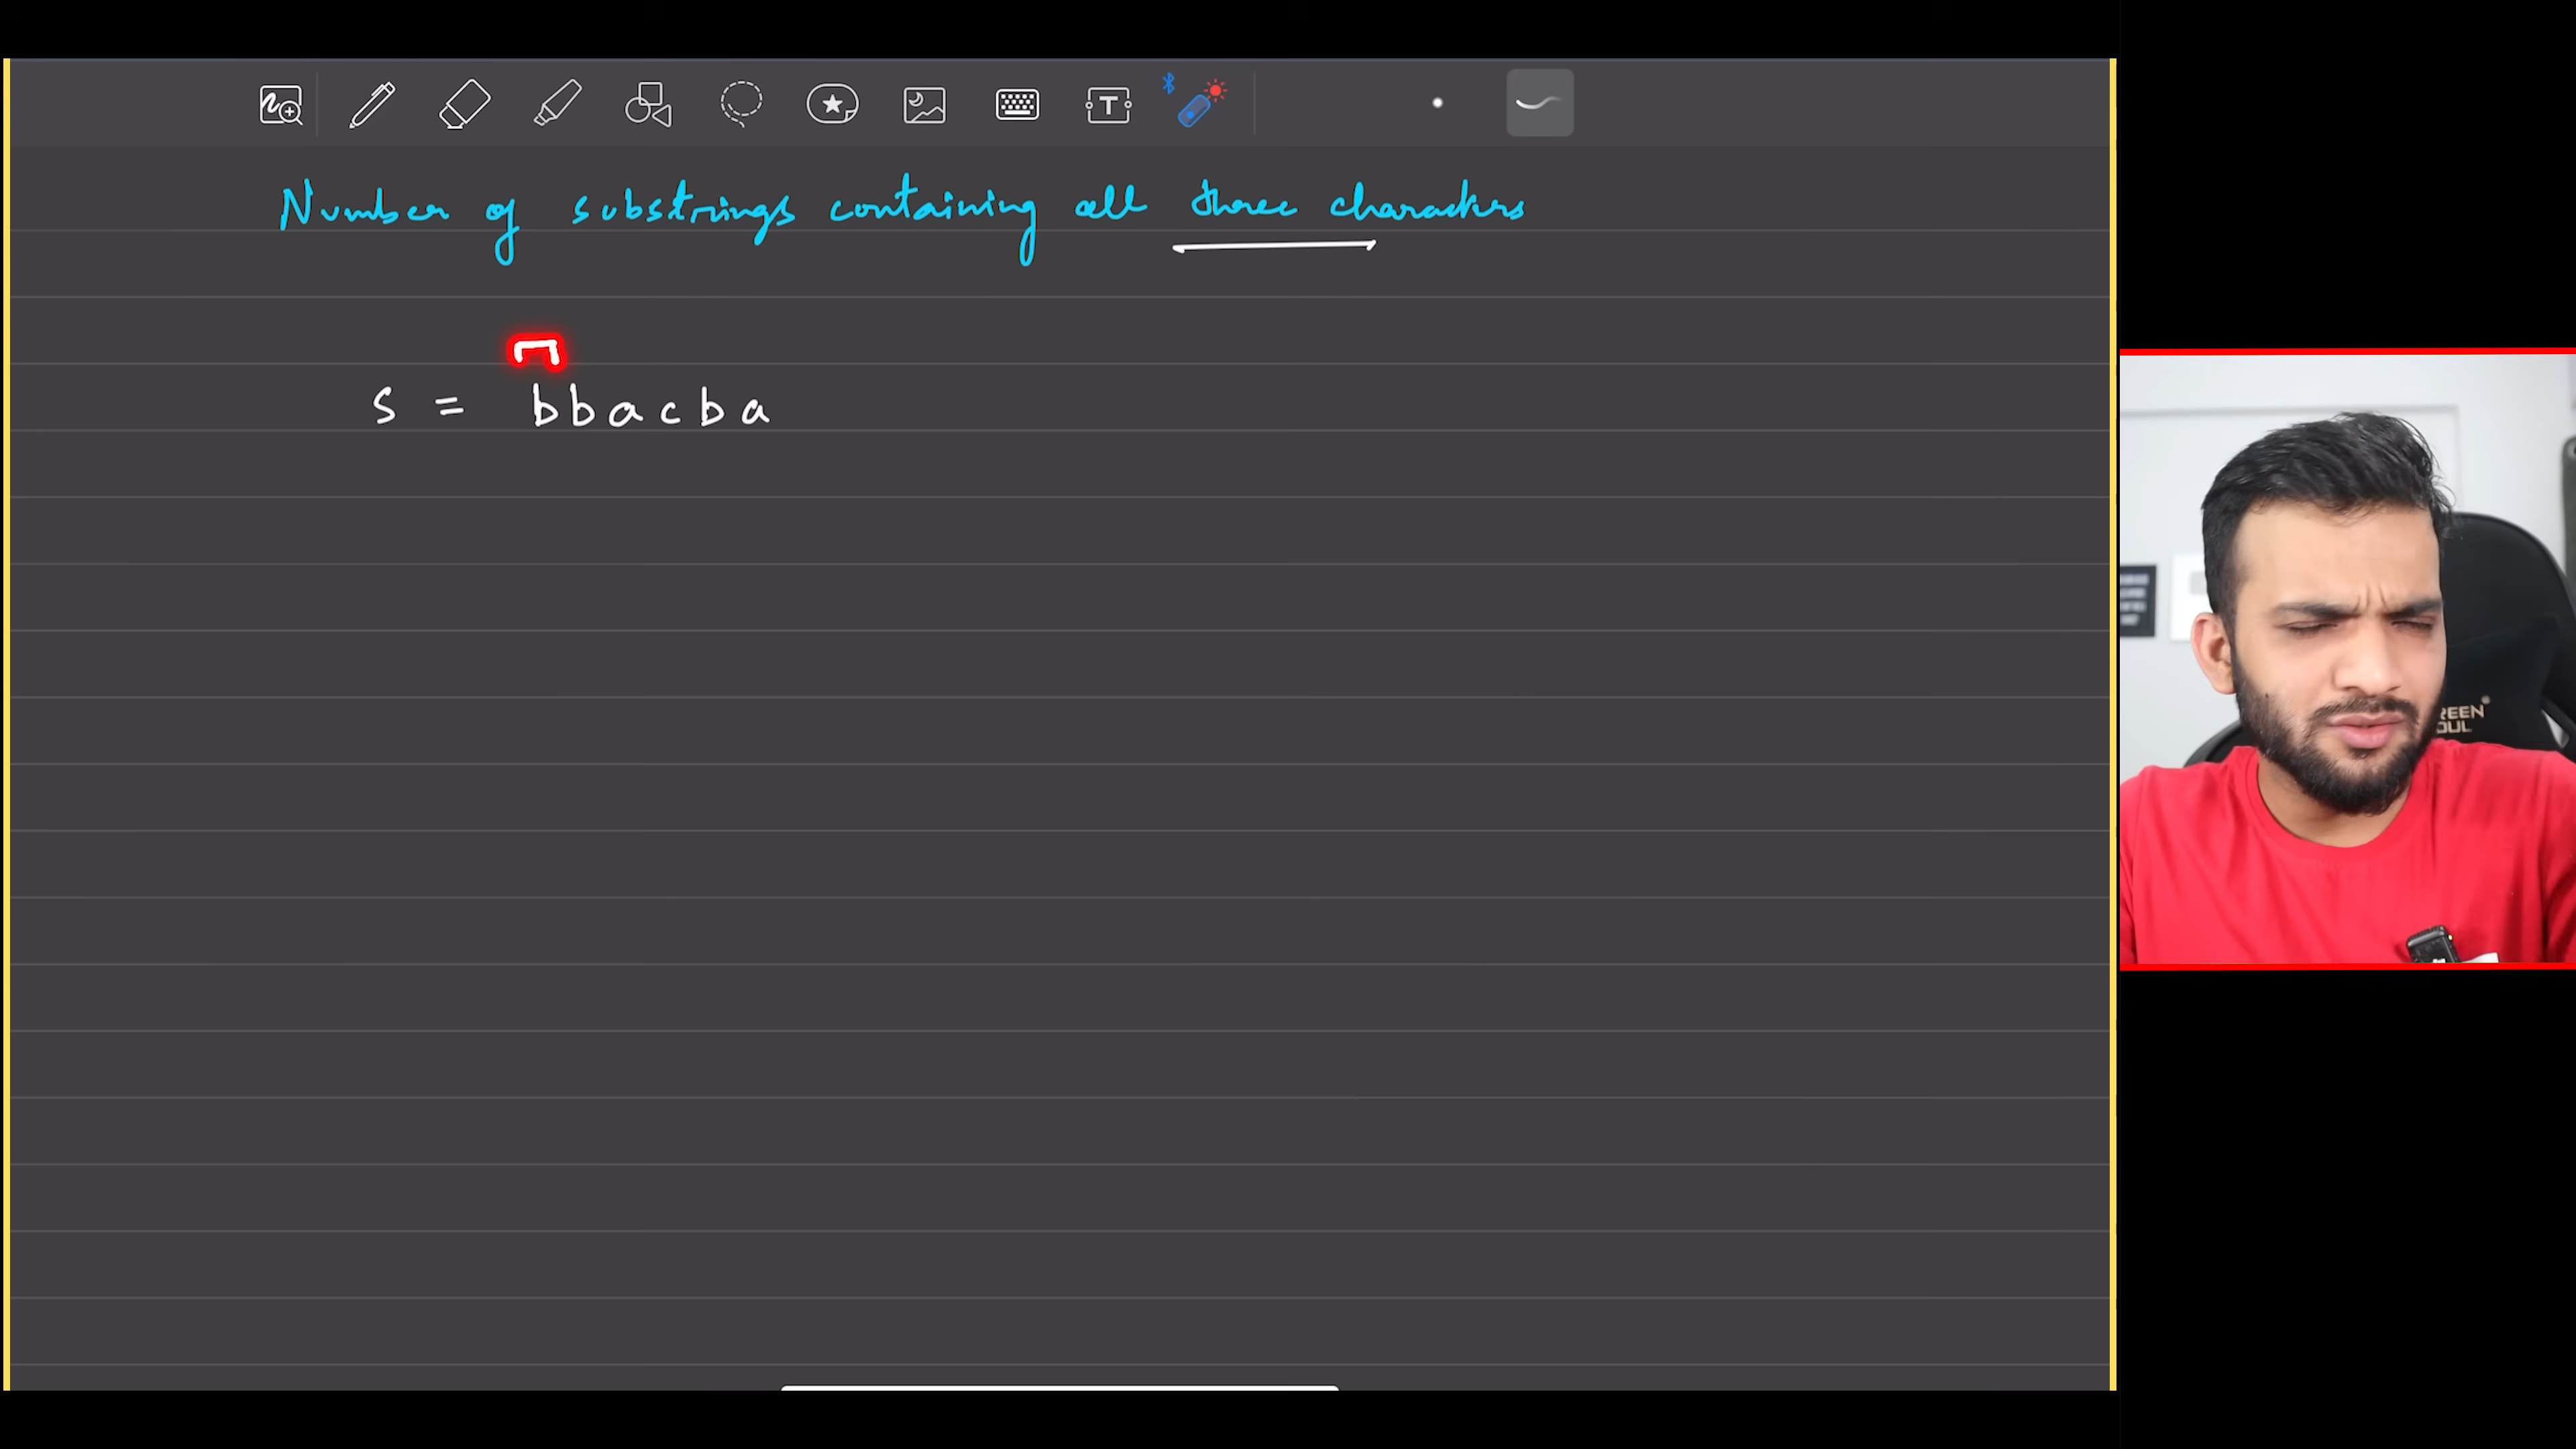 Number of substrings containing all three characters
s = bbacba
T